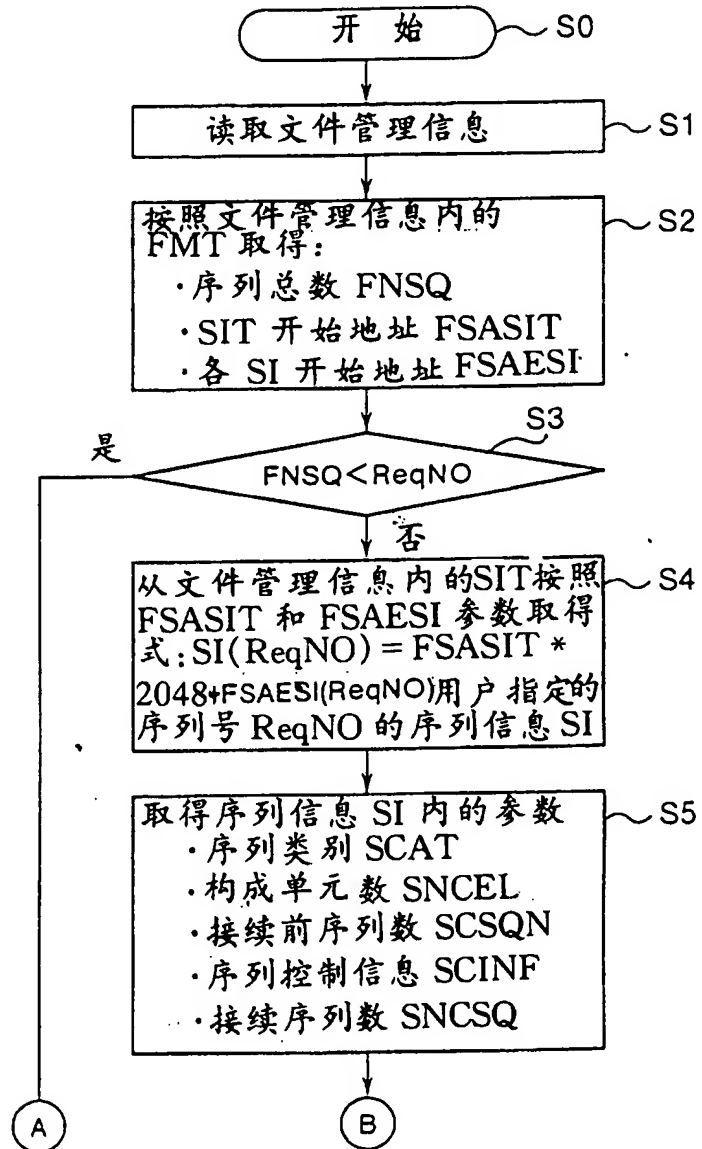 开 始
S0
读取文件管理信息
S1
按照文件管理信息内的
FMT 取得:
·序列总数 FNSQ
·SIT 开始地址 FSASIT
·各 SI 开始地址 FSAESI
S2
S3
是
FNSQ<ReqNO
否
从文件管理信息内的SIT按照
FSASIT 和 FSAESI 参数取得
式:SI(ReqNO)=FSASIT *
2048+FSAESI(ReqNO)用户指定的
序列号 ReqNO 的序列信息 SI
S4
取得序列信息 SI 内的参数
·序列类别 SCAT
·构成单元数 SNCEL
·接续前序列数 SCSQN
·序列控制信息 SCINF
·接续序列数 SNCSQ
S5
A
B